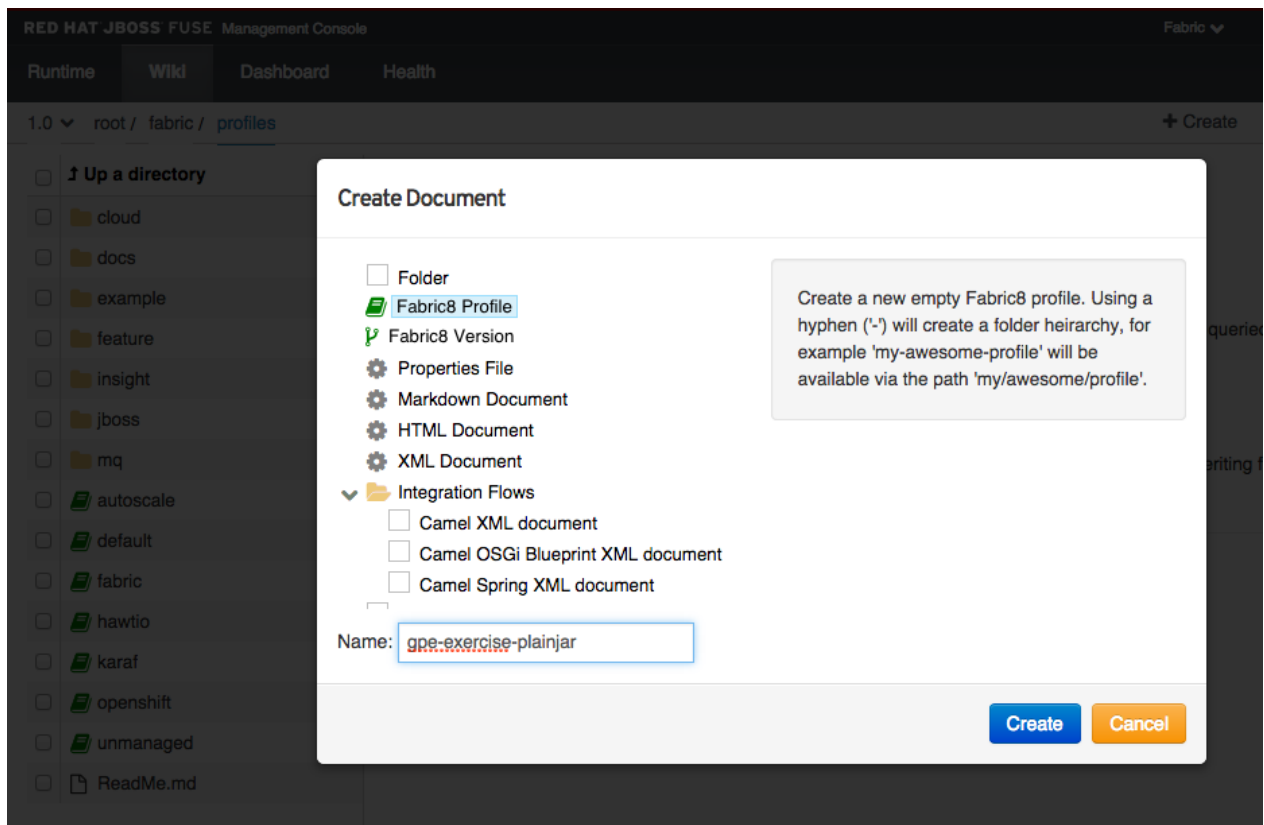 RED HAT JBOSS FUSE Management Console
Fabric
Runtime Wiki Dashboard Health
1.0 root / fabric / profiles
+ Create
Up a directory
cloud
docs
example
feature
insight
jboss
mq
autoscale
default
fabric
hawtio
karaf
openshift
unmanaged
ReadMe.md
Create Document
Folder
Fabric8 Profile
Fabric8 Version
Properties File
Markdown Document
HTML Document
XML Document
Integration Flows
Camel XML document
Camel OSGi Blueprint XML document
Camel Spring XML document
Create a new empty Fabric8 profile. Using a
hyphen ('-') will create a folder heirarchy, for
example 'my-awesome-profile' will be
available via the path 'my/awesome/profile'.
Name: gpe-exercise-plainjar
Create Cancel